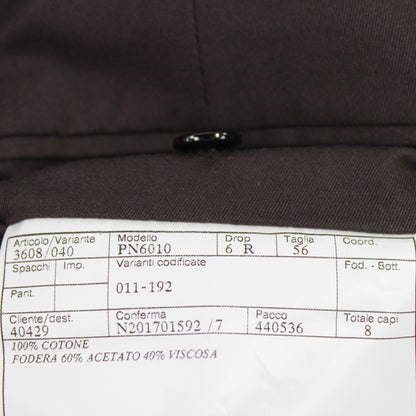 Articolo/Variante Modello Drop Taglia Coord.
3608/040 PN6010 6 R 56
Spacchi Imp. Varianti codificate Fod. - Bott.
Pant. 011-192
Cliente/dest. Conferma Pacco Totale capi
40429 N201701592 /7 440536 8
100% COTONE
FODERA 60% ACETATO 40% VISCOSA